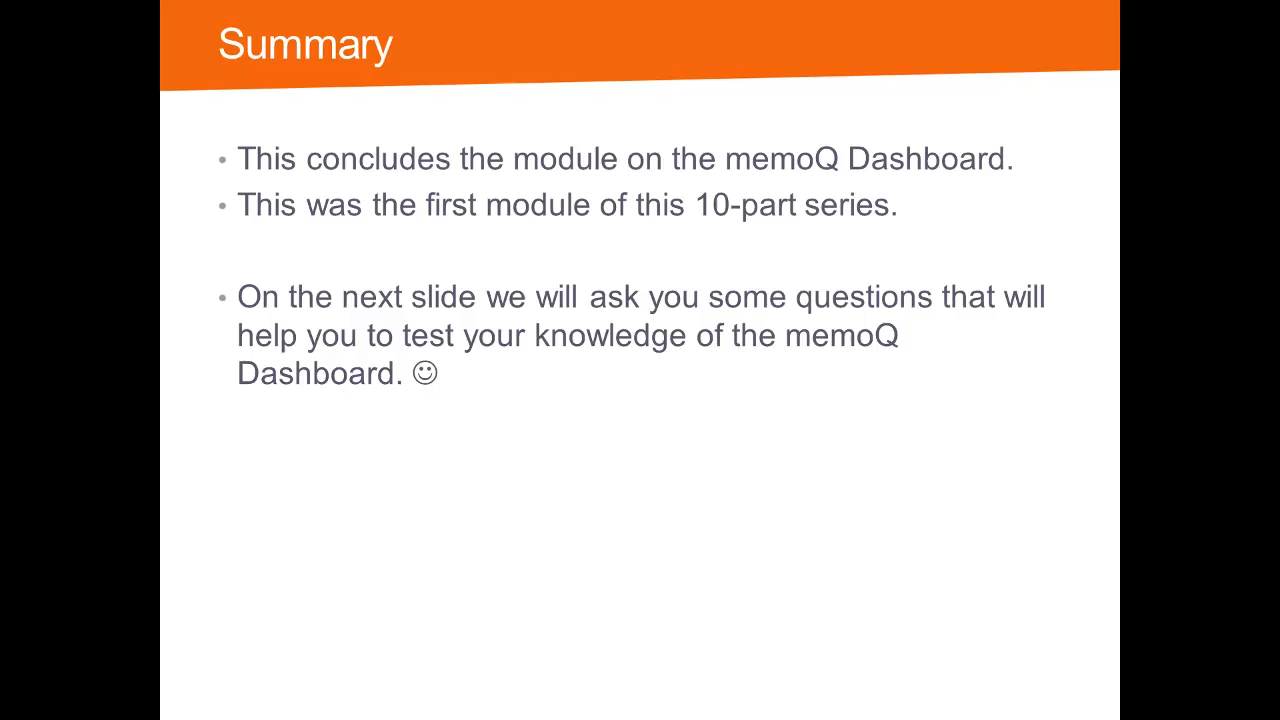 Summary
• This concludes the module on the memoQ Dashboard.
• This was the first module of this 10-part series.
• On the next slide we will ask you some questions that will
help you to test your knowledge of the memoQ
Dashboard. ☺